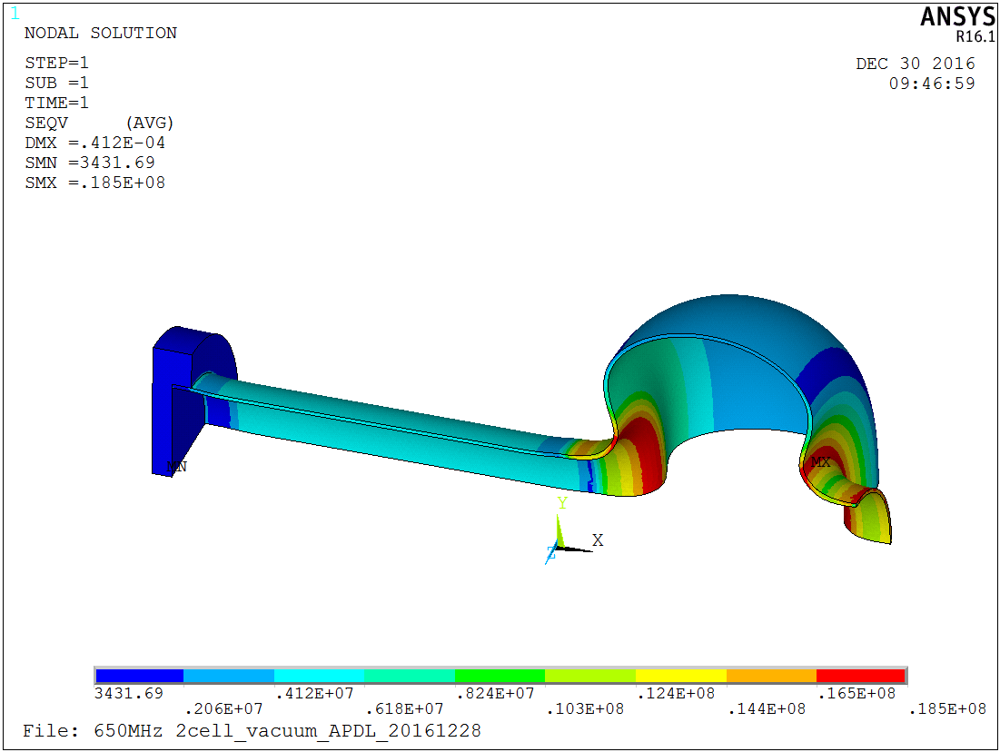 1
NODAL SOLUTION
STEP=1
SUB =1
TIME=1
SEQV (AVG)
DMX =.412E-04
SMN =3431.69
SMX =.185E+08
ANSYS
R16.1
DEC 30 2016
09:46:59
MN
MX
Y
X
Z
3431.69 .412E+07 .824E+07 .124E+08 .165E+08
.206E+07 .618E+07 .103E+08 .144E+08 .185E+08
File: 650MHz 2cell_vacuum_APDL_20161228